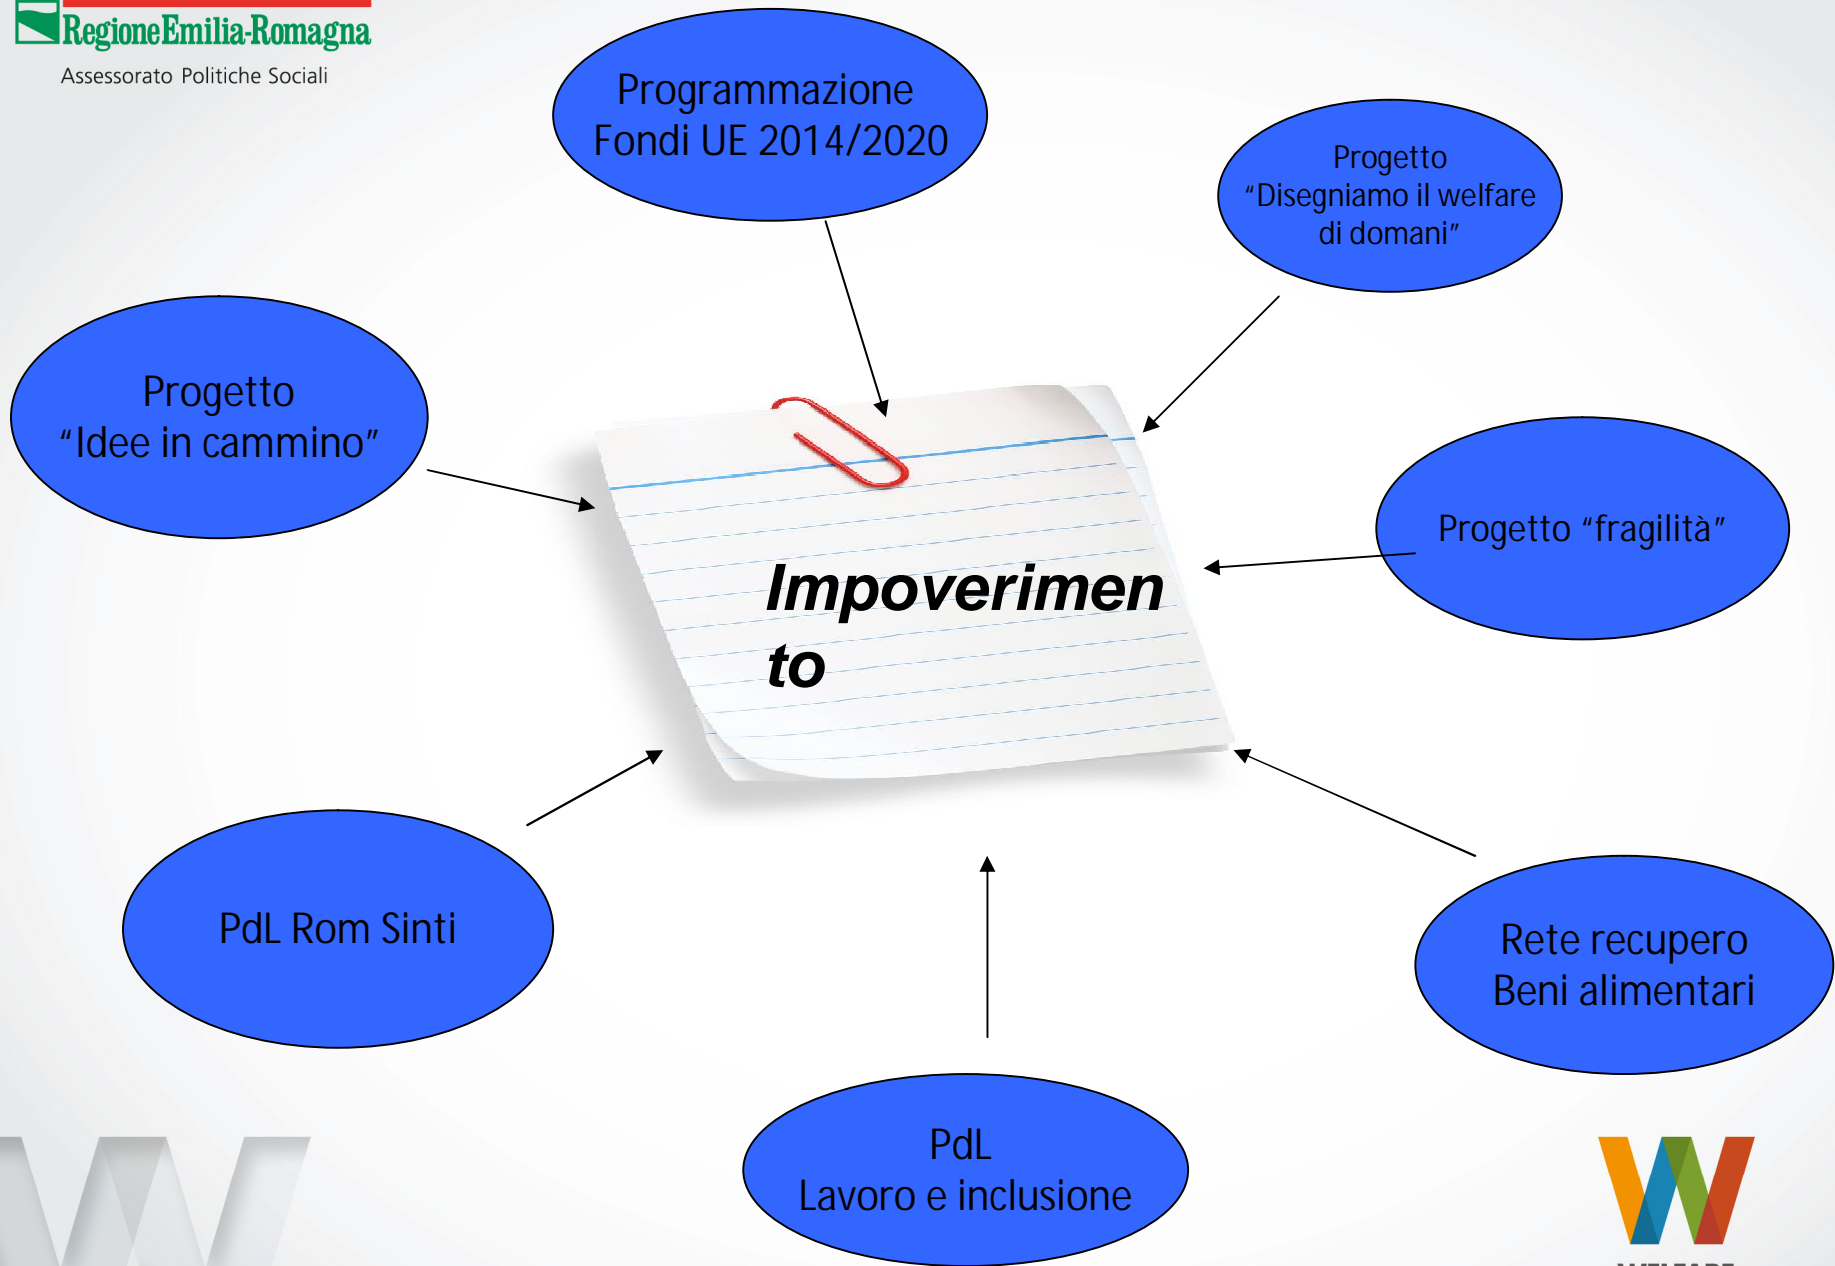 RegioneEmilia-Romagna
Assessorato Politiche Sociali
Programmazione
Fondi UE 2014/2020
Progetto
“Disegniamo il welfare
di domani”
Progetto
“Idee in cammino”
Progetto “fragilità”
Impoverimen
to
PdL Rom Sinti
Rete recupero
Beni alimentari
PdL
Lavoro e inclusione
WELFARE